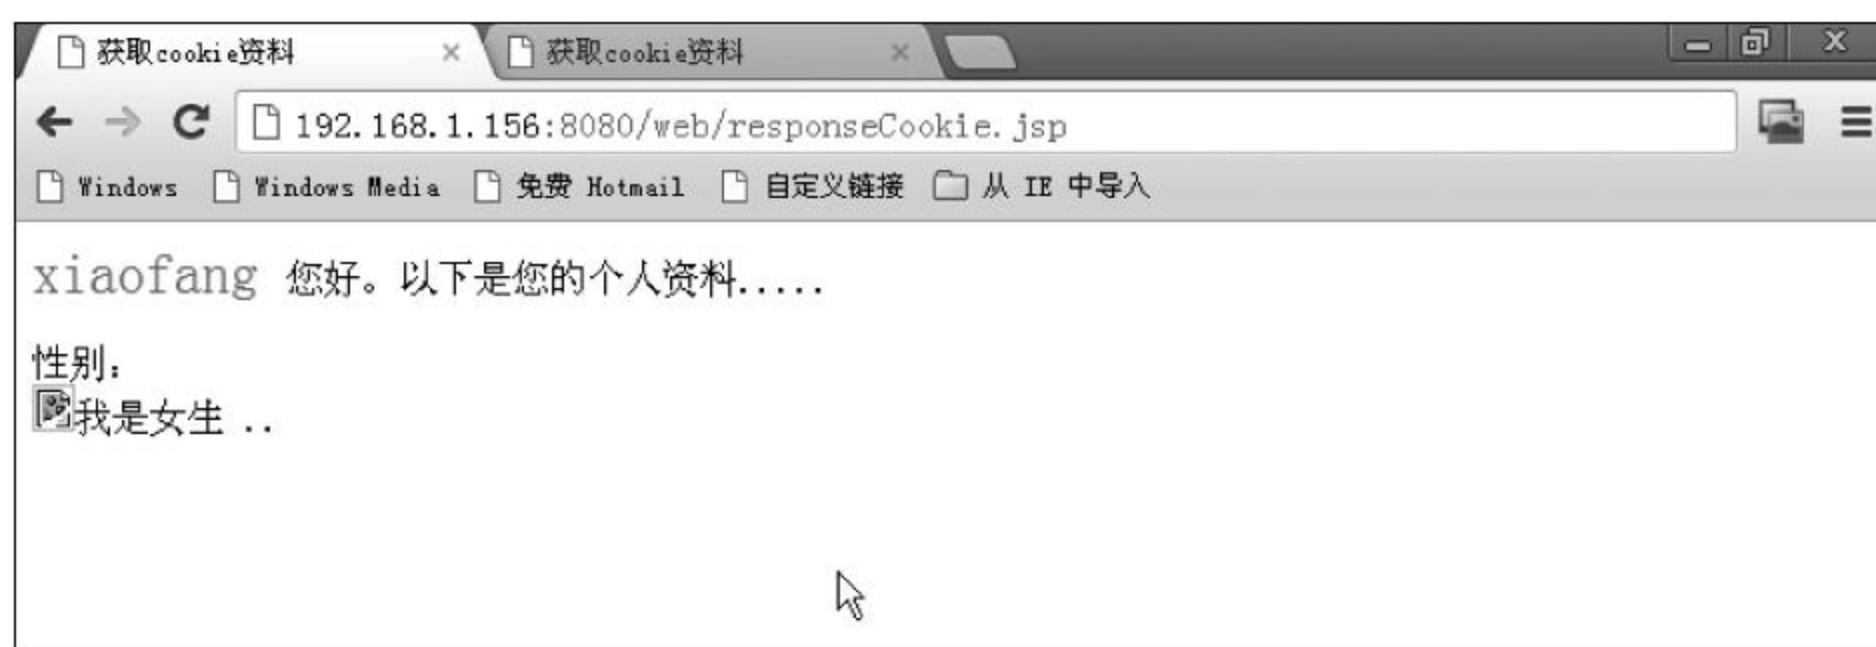 获取cookie资料 获取cookie资料
192.168.1.156:8080/web/responseCookie.jsp
Windows Windows Media 免费 Hotmail 自定义链接 从 IE 中导入
xiaofang 您好。以下是您的个人资料.....
性别：
我是女生 ..